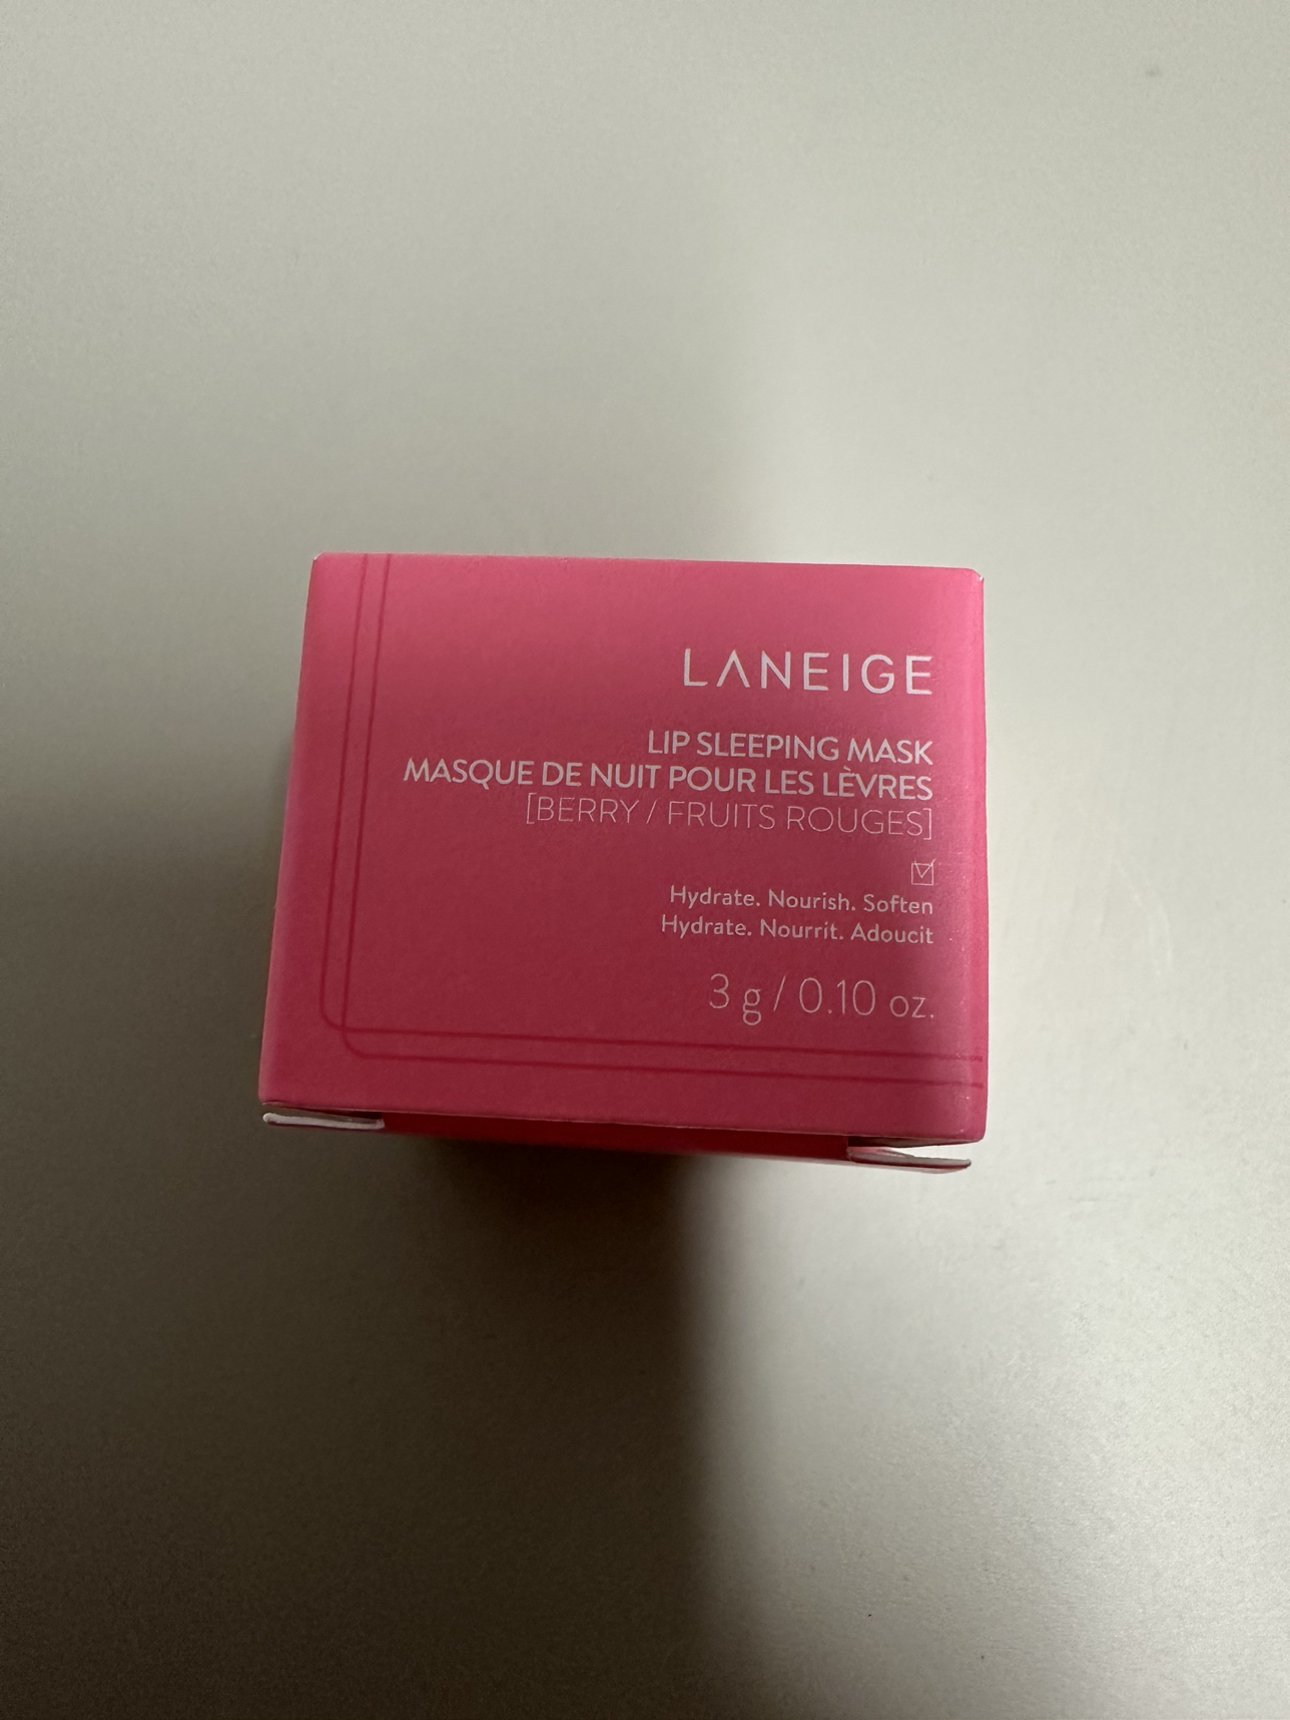 LANEIGE
LIP SLEEPING MASK
MASQUE DE NUIT POUR LES LÈVRES
[BERRY / FRUITS ROUGES]
Hydrate. Nourish. Soften
Hydrate. Nourrit. Adoucit
3 g / 0.10 oz.